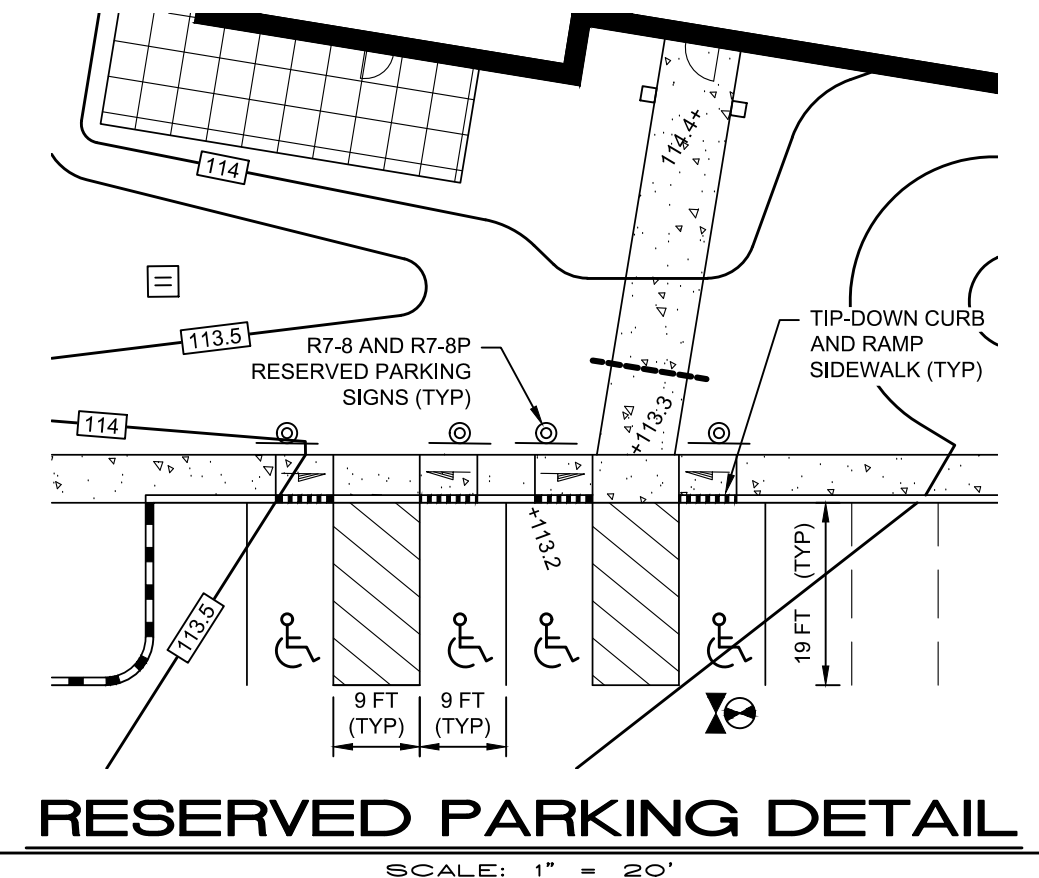 114.4+
114
113.5
R7-8 AND R7-8P
RESERVED PARKING
SIGNS (TYP)
TIP-DOWN CURB
AND RAMP
SIDEWALK (TYP)
+113.3
114
+113.2
19 FT (TYP)
113.5
9 FT
(TYP)
9 FT
(TYP)
RESERVED PARKING DETAIL
SCALE: 1" = 20'